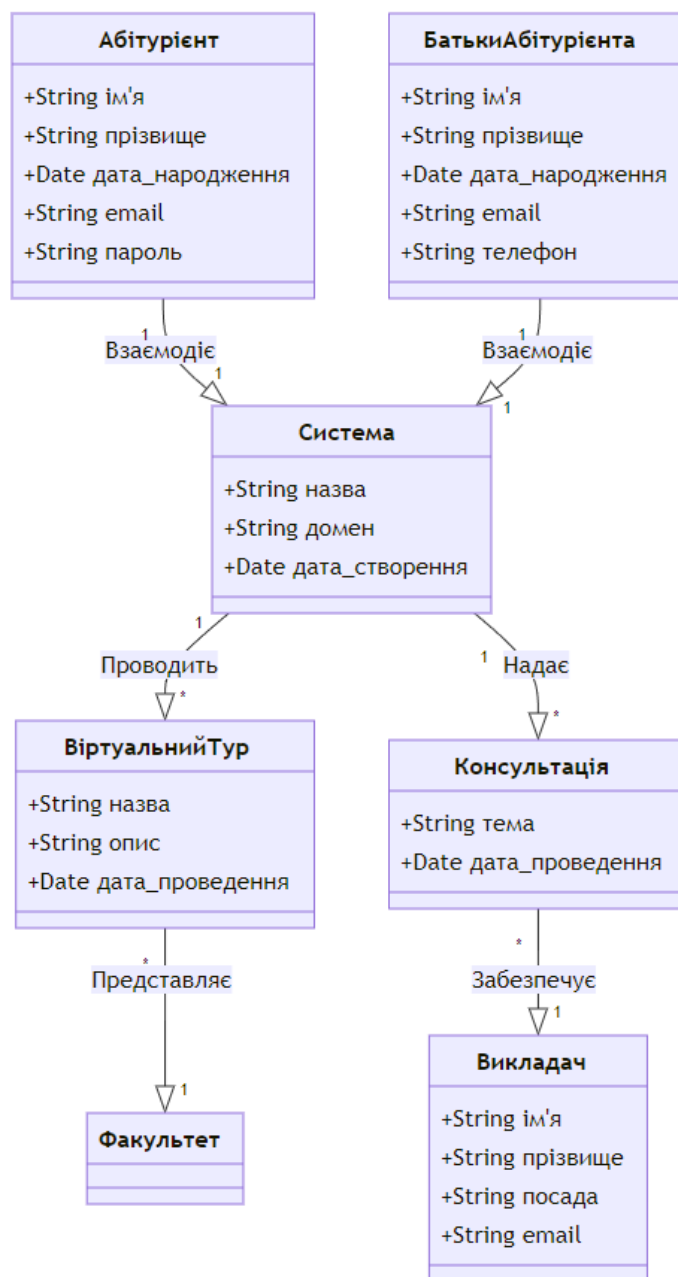 Абітурієнт
+String ім'я
+String прізвище
+Date дата_народження
+String email
+String пароль
БатькиАбітурієнта
+String ім'я
+String прізвище
+Date дата_народження
+String email
+String телефон
1
Взаємодіє
1
1
Взаємодіє
1
Система
+String назва
+String домен
+Date дата_створення
1
Проводить
*
1
Надає
*
ВіртуальнийТур
+String назва
+String опис
+Date дата_проведення
Консультація
+String тема
+Date дата_проведення
*
Представляє
1
*
Забезпечує
1
Факультет
Викладач
+String ім'я
+String прізвище
+String посада
+String email